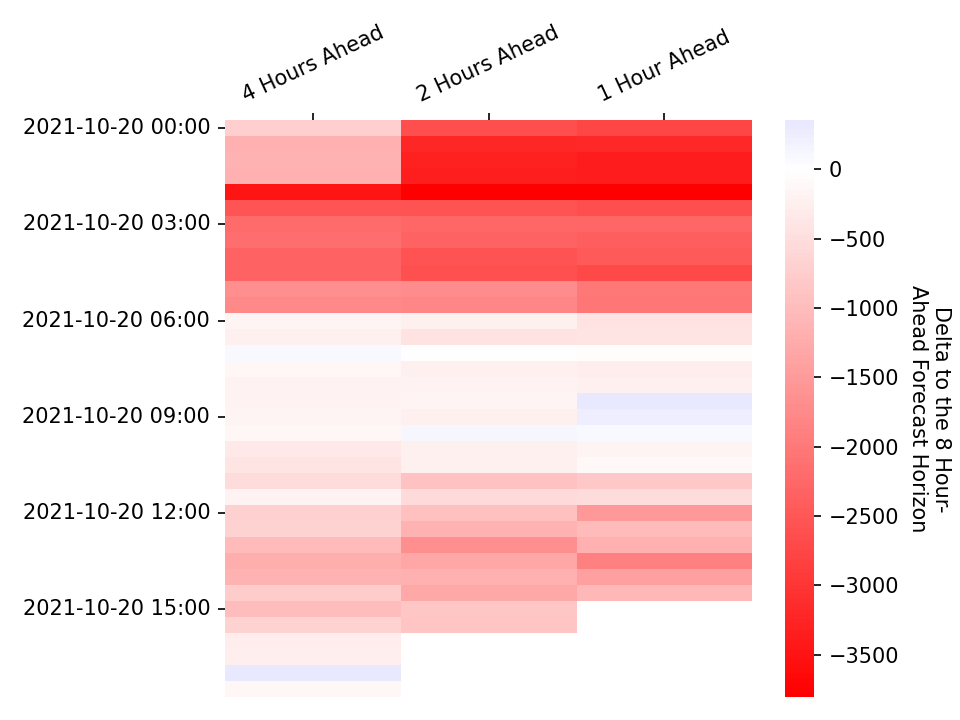 4 Hours Ahead
2 Hours Ahead
1 Hour Ahead
2021-10-20 00:00
2021-10-20 03:00
2021-10-20 06:00
2021-10-20 09:00
2021-10-20 12:00
2021-10-20 15:00
0
−500
−1000
−1500
−2000
−2500
−3000
−3500
Delta to the 8 Hour-
Ahead Forecast Horizon